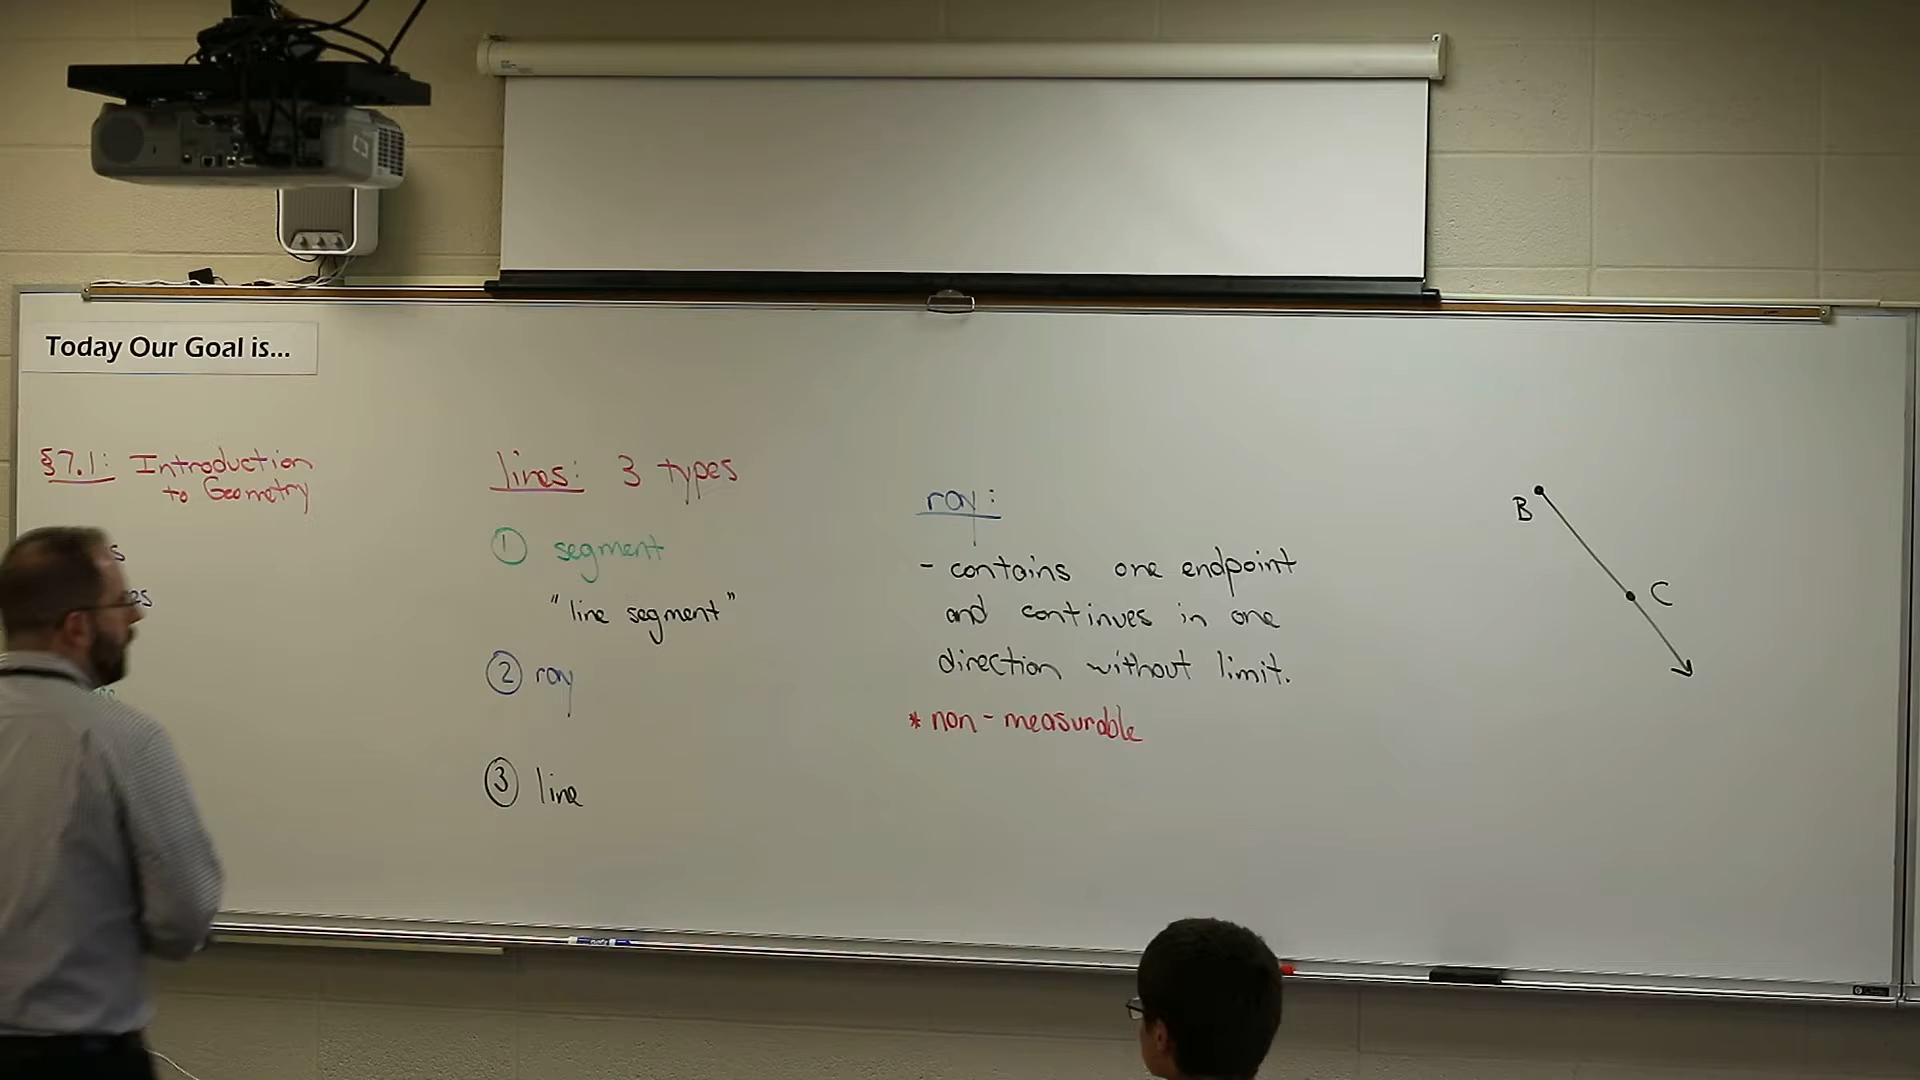 Today Our Goal is...
§7.1: Introduction
to Geometry
lines: 3 types
① segment
"line segment"
② ray
③ line
ray:
- contains one endpoint
and continues in one
direction without limit.
* non-measurable
B
C